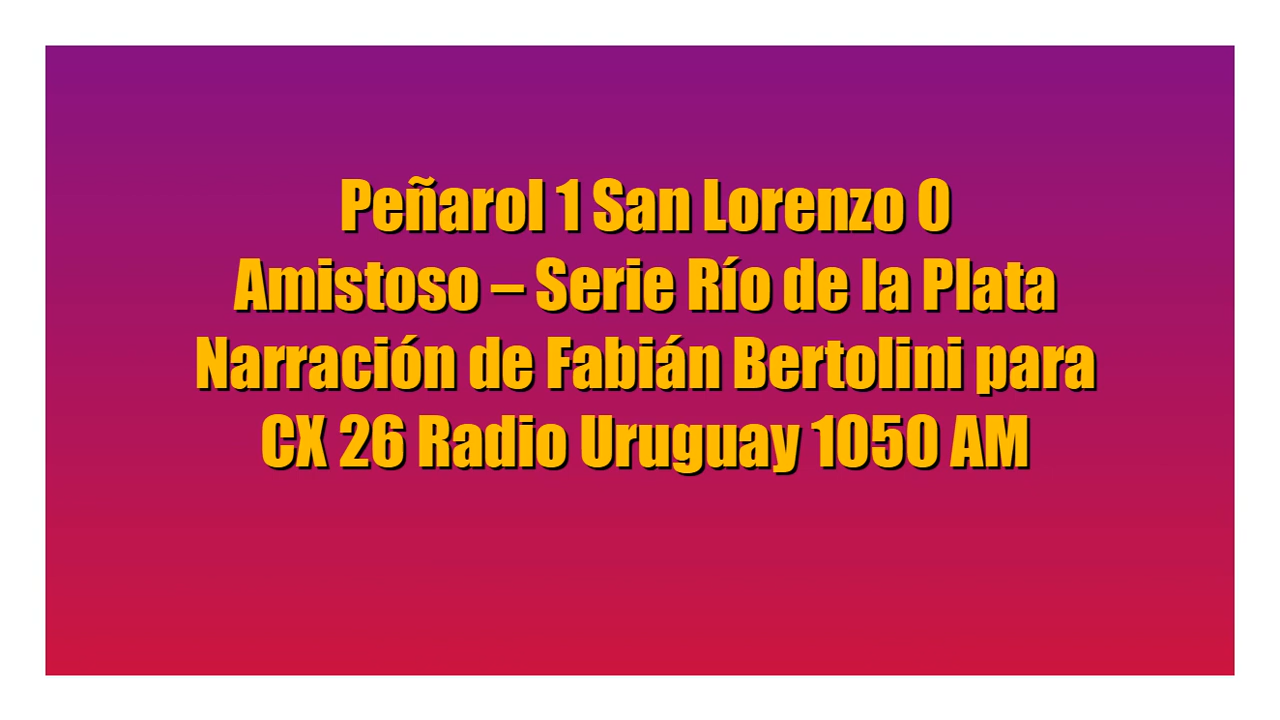 Peñarol 1 San Lorenzo 0
Amistoso – Serie Río de la Plata
Narración de Fabián Bertolini para
CX 26 Radio Uruguay 1050 AM